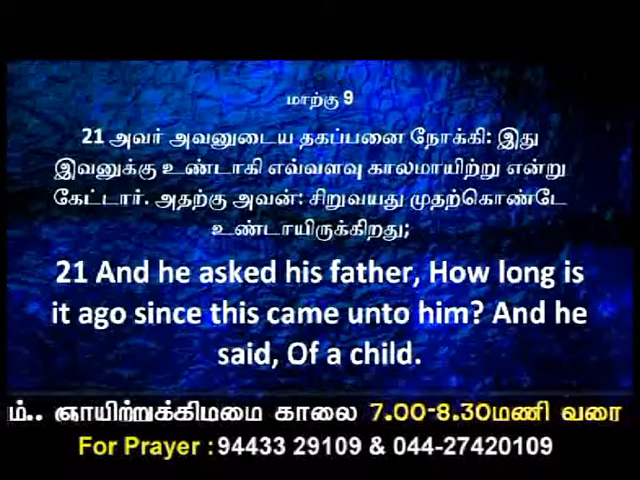 மாற்கு 9
21 அவர் அவனுடைய தகப்பனை நோக்கி: இது
இவனுக்கு உண்டாகி எவ்வளவு காலமாயிற்று என்று
கேட்டார். அதற்கு அவன்: சிறுவயது முதற்கொண்டே
உண்டாயிருக்கிறது;
21 And he asked his father, How long is
it ago since this came unto him? And he
said, Of a child.
ம்.. ஞாயிற்றுக்கிழமை காலை 7.00-8.30மணி வரை
For Prayer : 94433 29109 & 044-27420109